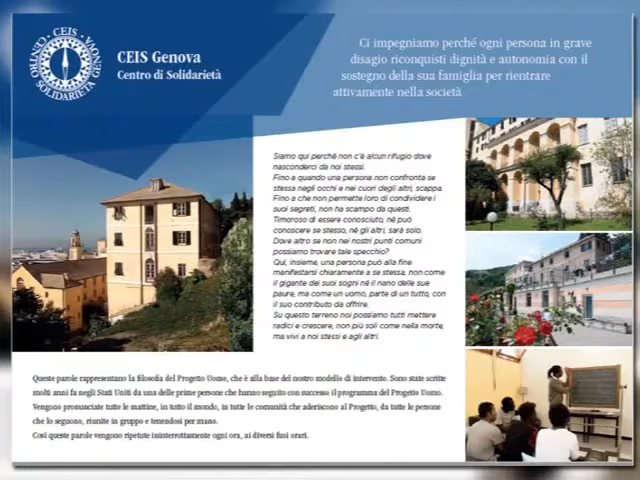 CEIS
CENTRO SOLIDARIETÀ GENOVA
CEIS Genova
Centro di Solidarietà
Ci impegniamo perché ogni persona in grave
disagio riconquisti dignità e autonomia con il
sostegno della sua famiglia per rientrare
attivamente nella società
Siamo qui perché non c'è alcun rifugio dove
nasconderci da noi stessi.
Fino a quando una persona non confronta se
stessa negli occhi e nei cuori degli altri, scappa.
Fino a che non permette loro di condividere i
suoi segreti, non ha scampo da questi.
Timoroso di essere conosciuto, né può
conoscere se stesso, né gli altri, sarà solo.
Dove altro se non nei nostri punti comuni
possiamo trovare tale specchio?
Qui, insieme, una persona può alla fine
manifestarsi chiaramente a se stessa, non come
il gigante dei suoi sogni né il nano delle sue
paure, ma come un uomo, parte di un tutto, con
il suo contributo da offrire.
Su questo terreno noi possiamo tutti mettere
radici e crescere, non più soli come nella morte,
ma vivi a noi stessi e agli altri.
Queste parole rappresentano la filosofia del Progetto Uomo, che è alla base del nostro modello di intervento. Sono state scritte
molti anni fa negli Stati Uniti da una delle prime persone che hanno seguito con successo il programma del Progetto Uomo.
Vengono pronunciate tutte le mattine, in tutto il mondo, in tutte le comunità che aderiscono al Progetto, da tutte le persone
che lo seguono, riunite in gruppo e tenendosi per mano.
Così queste parole vengono ripetute ininterrottamente ogni ora, ai diversi fusi orari.